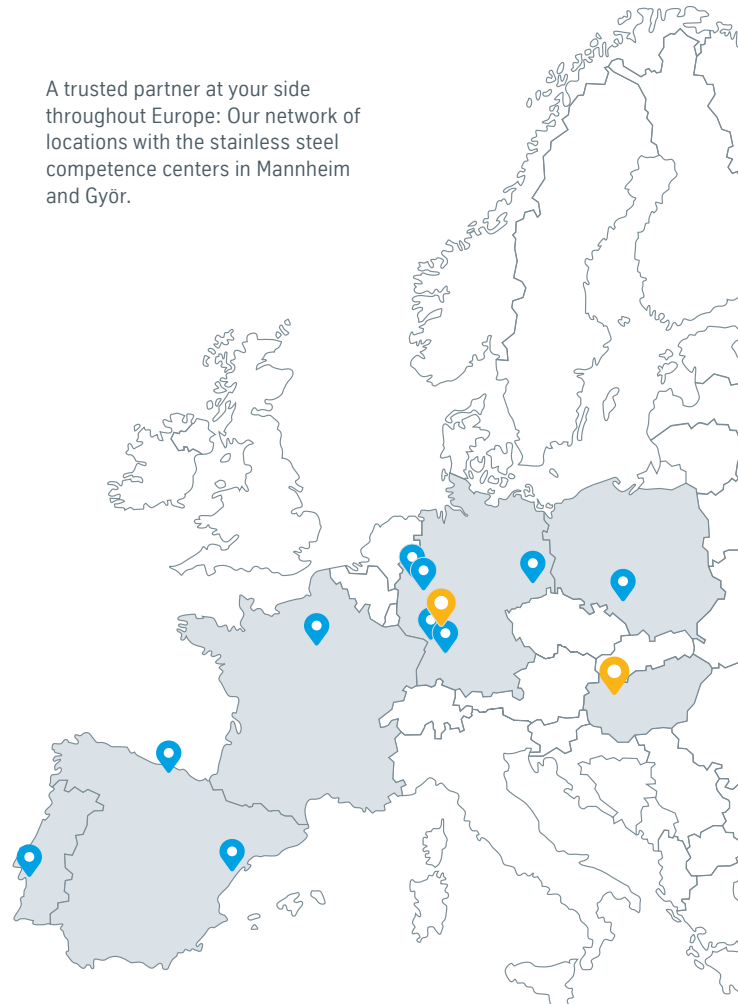 A trusted partner at your side
throughout Europe: Our network of
locations with the stainless steel
competence centers in Mannheim
and Györ.